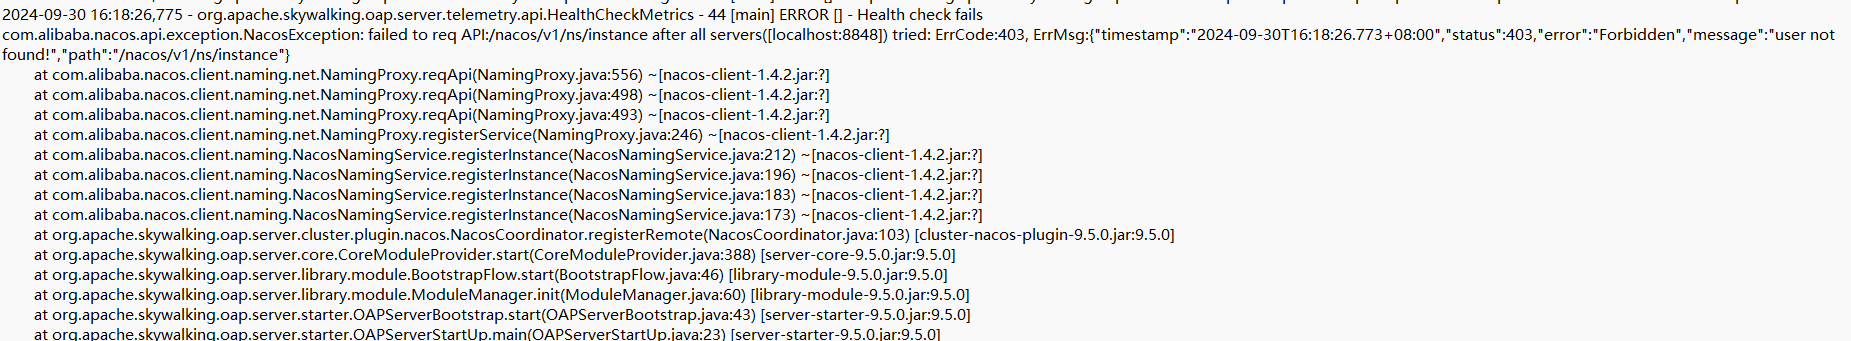 2024-09-30 16:18:26,775 - org.apache.skywalking.oap.server.telemetry.api.HealthCheckMetrics - 44 [main] ERROR [] - Health check fails
com.alibaba.nacos.api.exception.NacosException: failed to req API:/nacos/v1/ns/instance after all servers([localhost:8848]) tried: ErrCode:403, ErrMsg:{"timestamp":"2024-09-30T16:18:26.773+08:00","status":403,"error":"Forbidden","message":"user not
found!","path":"/nacos/v1/ns/instance"}
at com.alibaba.nacos.client.naming.net.NamingProxy.reqApi(NamingProxy.java:556) ~[nacos-client-1.4.2.jar:?]
at com.alibaba.nacos.client.naming.net.NamingProxy.reqApi(NamingProxy.java:498) ~[nacos-client-1.4.2.jar:?]
at com.alibaba.nacos.client.naming.net.NamingProxy.reqApi(NamingProxy.java:493) ~[nacos-client-1.4.2.jar:?]
at com.alibaba.nacos.client.naming.net.NamingProxy.registerService(NamingProxy.java:246) ~[nacos-client-1.4.2.jar:?]
at com.alibaba.nacos.client.naming.NacosNamingService.registerInstance(NacosNamingService.java:212) ~[nacos-client-1.4.2.jar:?]
at com.alibaba.nacos.client.naming.NacosNamingService.registerInstance(NacosNamingService.java:196) ~[nacos-client-1.4.2.jar:?]
at com.alibaba.nacos.client.naming.NacosNamingService.registerInstance(NacosNamingService.java:183) ~[nacos-client-1.4.2.jar:?]
at com.alibaba.nacos.client.naming.NacosNamingService.registerInstance(NacosNamingService.java:173) ~[nacos-client-1.4.2.jar:?]
at org.apache.skywalking.oap.server.cluster.plugin.nacos.NacosCoordinator.registerRemote(NacosCoordinator.java:103) [cluster-nacos-plugin-9.5.0.jar:9.5.0]
at org.apache.skywalking.oap.server.core.CoreModuleProvider.start(CoreModuleProvider.java:388) [server-core-9.5.0.jar:9.5.0]
at org.apache.skywalking.oap.server.library.module.BootstrapFlow.start(BootstrapFlow.java:46) [library-module-9.5.0.jar:9.5.0]
at org.apache.skywalking.oap.server.library.module.ModuleManager.init(ModuleManager.java:60) [library-module-9.5.0.jar:9.5.0]
at org.apache.skywalking.oap.server.starter.OAPServerBootstrap.start(OAPServerBootstrap.java:43) [server-starter-9.5.0.jar:9.5.0]
at org.apache.skywalking.oap.server.starter.OAPServerStartUp.main(OAPServerStartUp.java:23) [server-starter-9.5.0.jar:9.5.0]